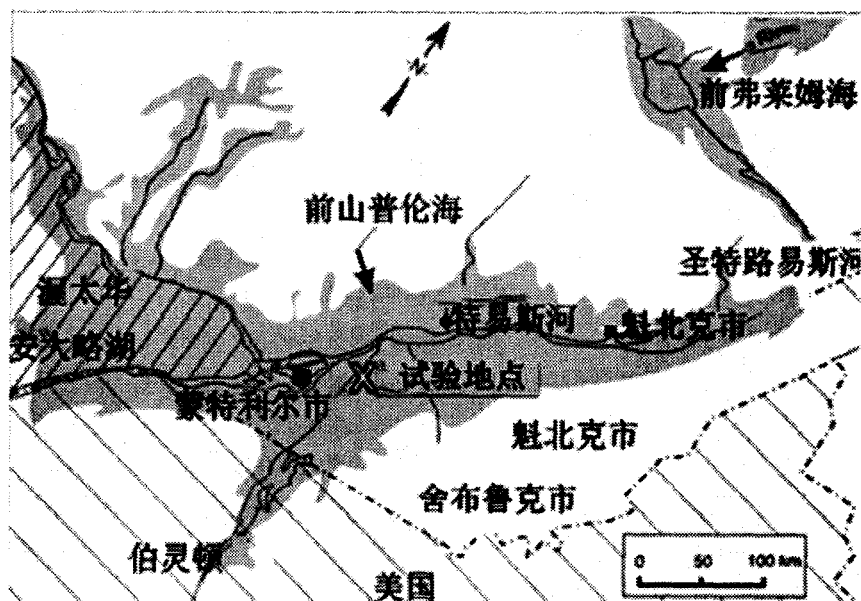 N
前弗莱姆海
前山普伦海
圣特路易斯河
渥太华
特易斯河
魁北克市
安大略湖
X
试验地点
蒙特利尔市
魁北克市
舍布鲁克市
伯灵顿
美国
0 50 100 km